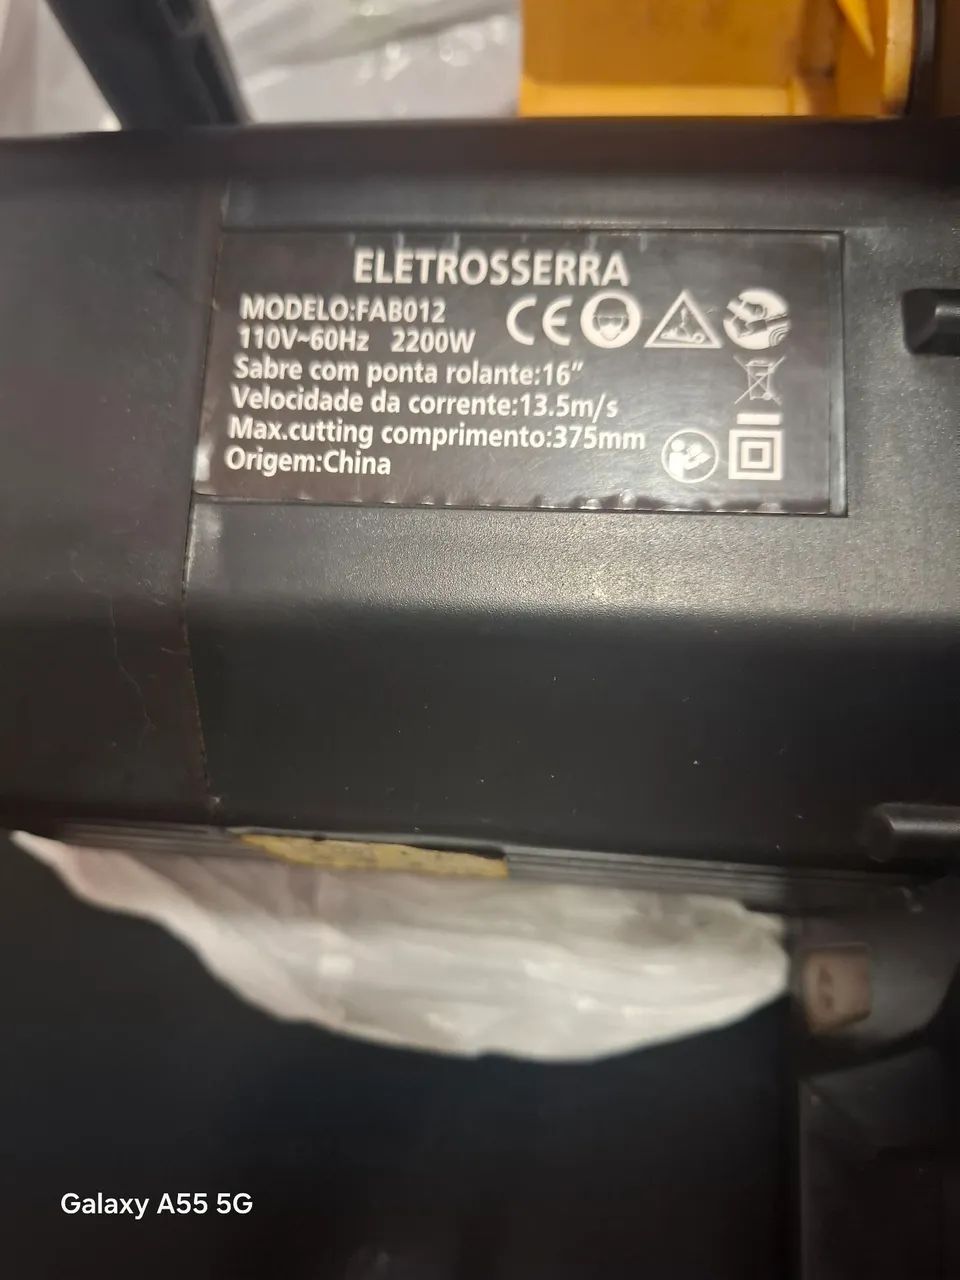 ELETROSSERRA
MODELO:FAB012
110V~60Hz 2200W
Sabre com ponta rolante:16”
Velocidade da corrente:13.5m/s
Max.cutting comprimento:375mm
Origem:China
CE
Galaxy A55 5G